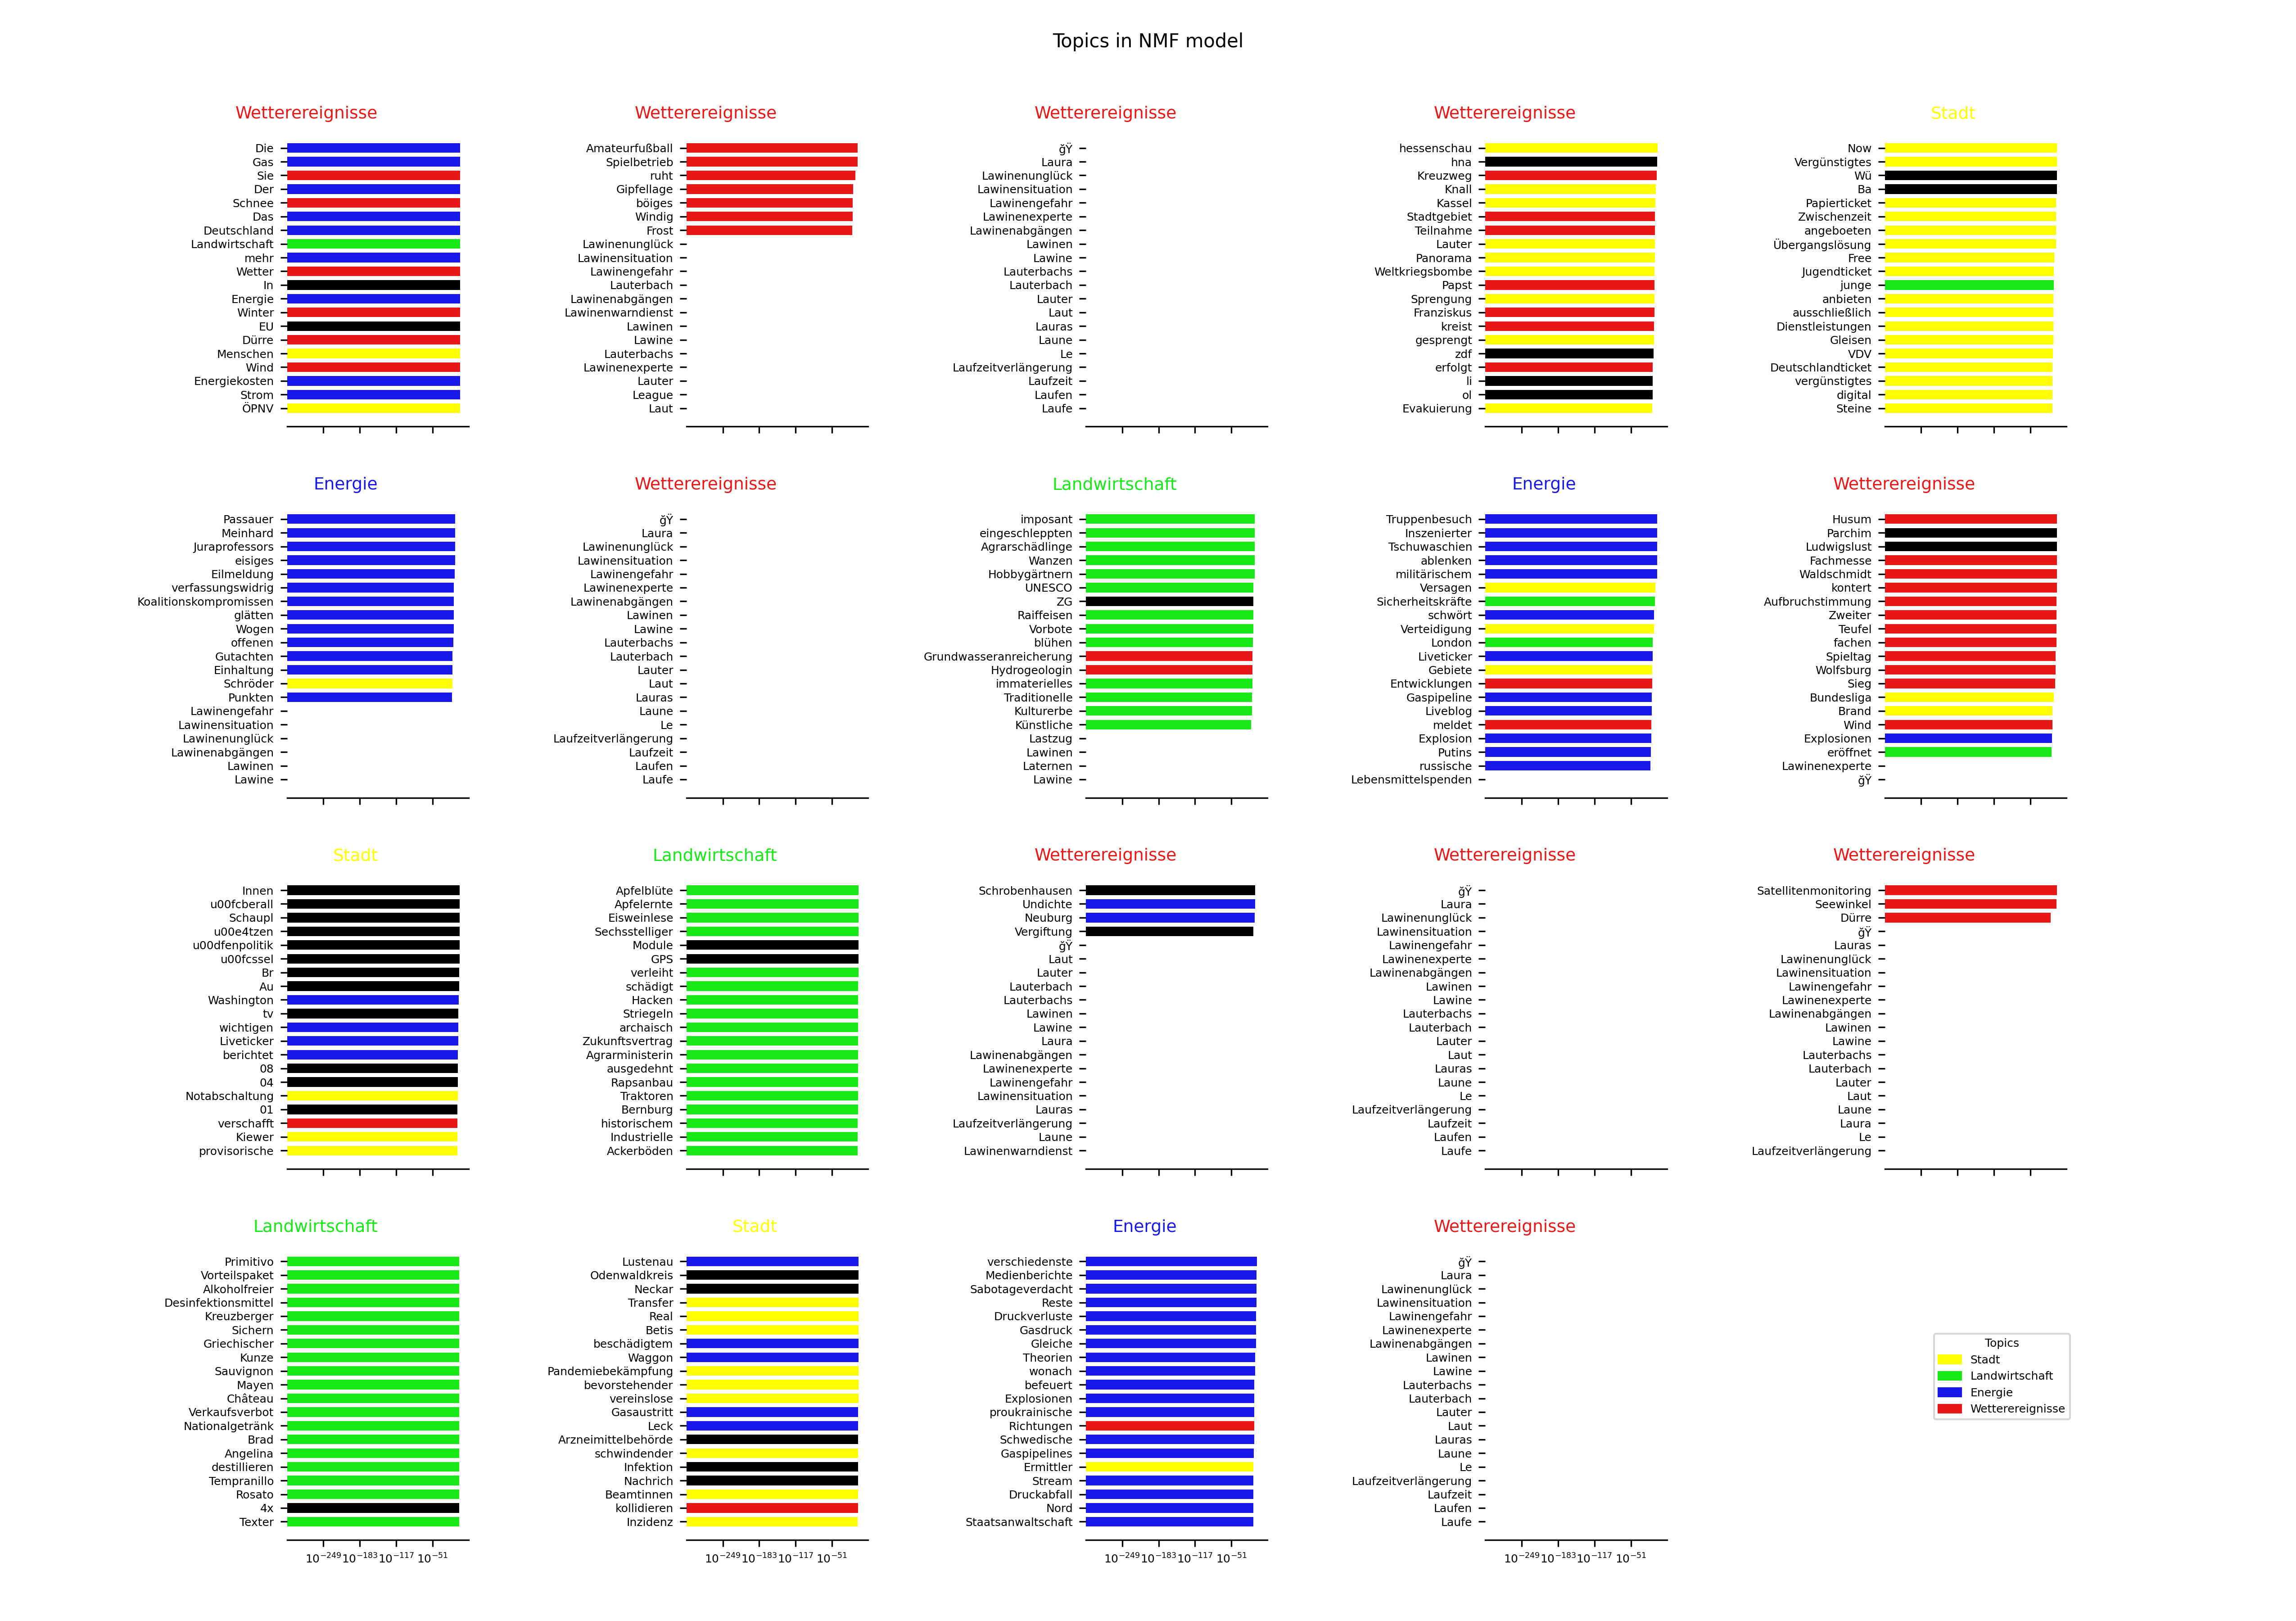 Topics in NMF model
Wetterereignisse
Die
Gas
Sie
Der
Schnee
Das
Deutschland
Landwirtschaft
mehr
Wetter
In
Energie
Winter
EU
Dürre
Menschen
Wind
Energiekosten
Strom
ÖPNV
Wetterereignisse
Amateurfußball
Spielbetrieb
ruht
Gipfellage
böiges
Windig
Frost
Lawinenunglück
Lawinensituation
Lawinengefahr
Lauterbach
Lawinenabgängen
Lawinenwarndienst
Lawinen
Lawine
Lauterbachs
Lawinenexperte
Lauter
League
Laut
Wetterereignisse
ğŸ
Laura
Lawinenunglück
Lawinensituation
Lawinengefahr
Lawinenexperte
Lawinenabgängen
Lawinen
Lawine
Lauterbachs
Lauterbach
Lauter
Laut
Lauras
Laune
Le
Laufzeitverlängerung
Laufzeit
Laufen
Laufe
Wetterereignisse
hessenschau
hna
Kreuzweg
Knall
Kassel
Stadtgebiet
Teilnahme
Lauter
Panorama
Weltkriegsbombe
Papst
Sprengung
Franziskus
kreist
gesprengt
zdf
erfolgt
li
ol
Evakuierung
Stadt
Now
Vergünstigtes
Wü
Ba
Papierticket
Zwischenzeit
angeboeten
Übergangslösung
Free
Jugendticket
junge
anbieten
ausschließlich
Dienstleistungen
Gleisen
VDV
Deutschlandticket
vergünstigtes
digital
Steine
Energie
Passauer
Meinhard
Juraprofessors
eisiges
Eilmeldung
verfassungswidrig
Koalitionskompromissen
glätten
Wogen
offenen
Gutachten
Einhaltung
Schröder
Punkten
Lawinengefahr
Lawinensituation
Lawinenunglück
Lawinenabgängen
Lawinen
Lawine
Wetterereignisse
ğŸ
Laura
Lawinenunglück
Lawinensituation
Lawinengefahr
Lawinenexperte
Lawinenabgängen
Lawinen
Lawine
Lauterbachs
Lauterbach
Lauter
Laut
Lauras
Laune
Le
Laufzeitverlängerung
Laufzeit
Laufen
Laufe
Landwirtschaft
imposant
eingeschleppten
Agrarschädlinge
Wanzen
Hobbygärtnern
UNESCO
ZG
Raiffeisen
Vorbote
blühen
Grundwasseranreicherung
Hydrogeologin
immaterielles
Traditionelle
Kulturerbe
Künstliche
Lastzug
Lawinen
Laternen
Lawine
Energie
Truppenbesuch
Inszenierter
Tschuwaschien
ablenken
militärischem
Versagen
Sicherheitskräfte
schwört
Verteidigung
London
Liveticker
Gebiete
Entwicklungen
Gaspipeline
Liveblog
meldet
Explosion
Putins
russische
Lebensmittelspenden
Wetterereignisse
Husum
Parchim
Ludwigslust
Fachmesse
Waldschmidt
kontert
Aufbruchstimmung
Zweiter
Teufel
fachen
Spieltag
Wolfsburg
Sieg
Bundesliga
Brand
Wind
Explosionen
eröffnet
Lawinenexperte
ğŸ
Stadt
Innen
u00fcberall
Schaupl
u00e4tzen
u00dfenpolitik
u00fcssel
Br
Au
Washington
tv
wichtigen
Liveticker
berichtet
08
04
Notabschaltung
01
verschafft
Kiewer
provisorische
Landwirtschaft
Apfelblüte
Apfelernte
Eisweinlese
Sechsstelliger
Module
GPS
verleiht
schädigt
Hacken
Striegeln
archaisch
Zukunftsvertrag
Agrarministerin
ausgedehnt
Rapsanbau
Traktoren
Bernburg
historischem
Industrielle
Ackerböden
Wetterereignisse
Schrobenhausen
Undichte
Neuburg
Vergiftung
ğŸ
Laut
Lauter
Lauterbach
Lauterbachs
Lawinen
Lawine
Laura
Lawinenabgängen
Lawinenexperte
Lawinengefahr
Lawinensituation
Lauras
Laufzeitverlängerung
Laune
Lawinenwarndienst
Wetterereignisse
ğŸ
Laura
Lawinenunglück
Lawinensituation
Lawinengefahr
Lawinenexperte
Lawinenabgängen
Lawinen
Lawine
Lauterbachs
Lauterbach
Lauter
Laut
Lauras
Laune
Le
Laufzeitverlängerung
Laufzeit
Laufen
Laufe
Wetterereignisse
Satellitenmonitoring
Seewinkel
Dürre
ğŸ
Lauras
Lawinenunglück
Lawinensituation
Lawinengefahr
Lawinenexperte
Lawinenabgängen
Lawinen
Lawine
Lauterbachs
Lauterbach
Lauter
Laut
Laune
Laura
Le
Laufzeitverlängerung
Landwirtschaft
Primitivo
Vorteilspaket
Alkoholfreier
Desinfektionsmittel
Kreuzberger
Sichern
Griechischer
Kunze
Sauvignon
Mayen
Château
Verkaufsverbot
Nationalgetränk
Brad
Angelina
destillieren
Tempranillo
Rosato
4x
Texter
10⁻²⁴⁹ 10⁻¹⁸³ 10⁻¹¹⁷ 10⁻⁵¹
Stadt
Lustenau
Odenwaldkreis
Neckar
Transfer
Real
Betis
beschädigtem
Waggon
Pandemiebekämpfung
bevorstehender
vereinslose
Gasaustritt
Leck
Arzneimittelbehörde
schwindender
Infektion
Nachrich
Beamtinnen
kollidieren
Inzidenz
10⁻²⁴⁹ 10⁻¹⁸³ 10⁻¹¹⁷ 10⁻⁵¹
Energie
verschiedenste
Medienberichte
Sabotageverdacht
Reste
Druckverluste
Gasdruck
Gleiche
Theorien
wonach
befeuert
Explosionen
proukrainische
Richtungen
Schwedische
Gaspipelines
Ermittler
Stream
Druckabfall
Nord
Staatsanwaltschaft
10⁻²⁴⁹ 10⁻¹⁸³ 10⁻¹¹⁷ 10⁻⁵¹
Wetterereignisse
ğŸ
Laura
Lawinenunglück
Lawinensituation
Lawinengefahr
Lawinenexperte
Lawinenabgängen
Lawinen
Lawine
Lauterbachs
Lauterbach
Lauter
Laut
Lauras
Laune
Le
Laufzeitverlängerung
Laufzeit
Laufen
Laufe
10⁻²⁴⁹ 10⁻¹⁸³ 10⁻¹¹⁷ 10⁻⁵¹
Topics
Stadt
Landwirtschaft
Energie
Wetterereignisse